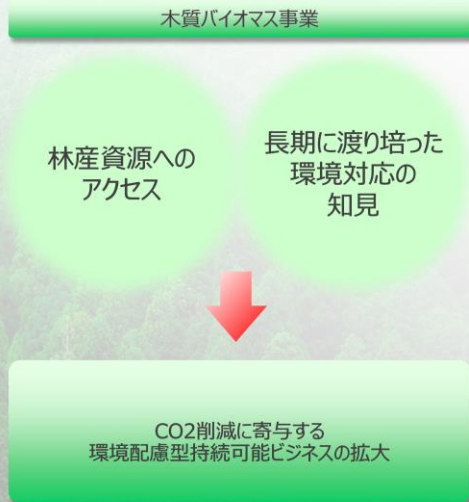 木質バイオマス事業
林産資源への
アクセス
長期に渡り培った
環境対応の
知見
CO2削減に寄与する
環境配慮型持続可能ビジネスの拡大